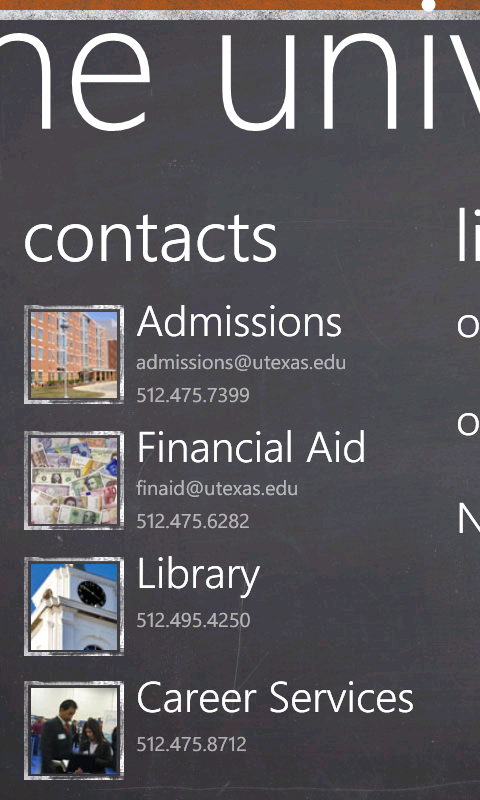 he univ
contacts
Admissions
admissions@utexas.edu
512.475.7399
Financial Aid
finaid@utexas.edu
512.475.6282
Library
512.495.4250
Career Services
512.475.8712
li
o
o
N